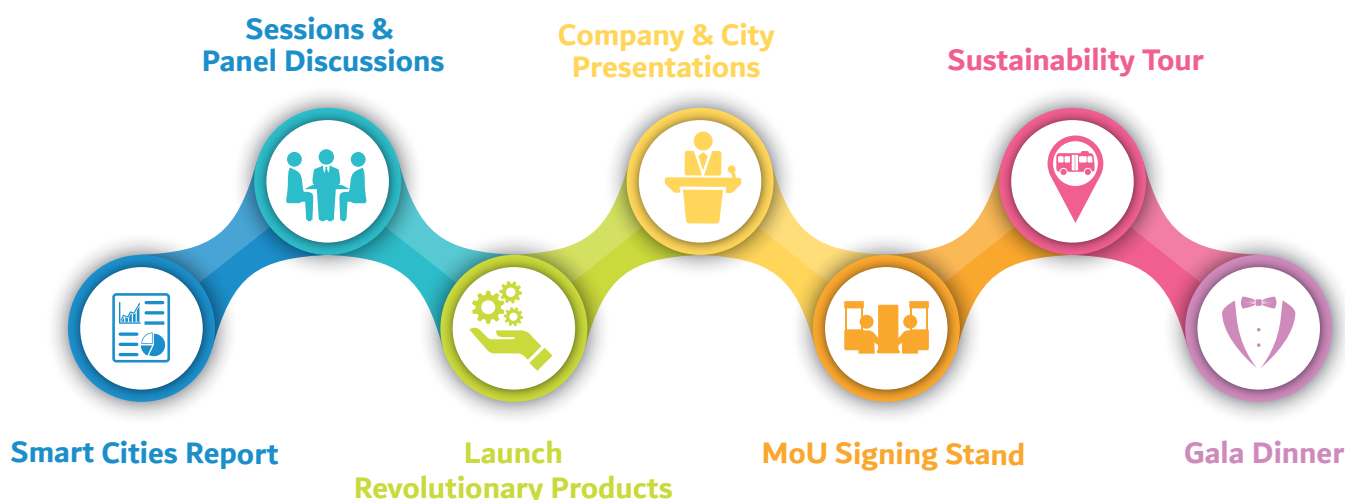 Sessions &
Panel Discussions
Company & City
Presentations
Sustainability Tour
Smart Cities Report
Launch
Revolutionary Products
MoU Signing Stand
Gala Dinner